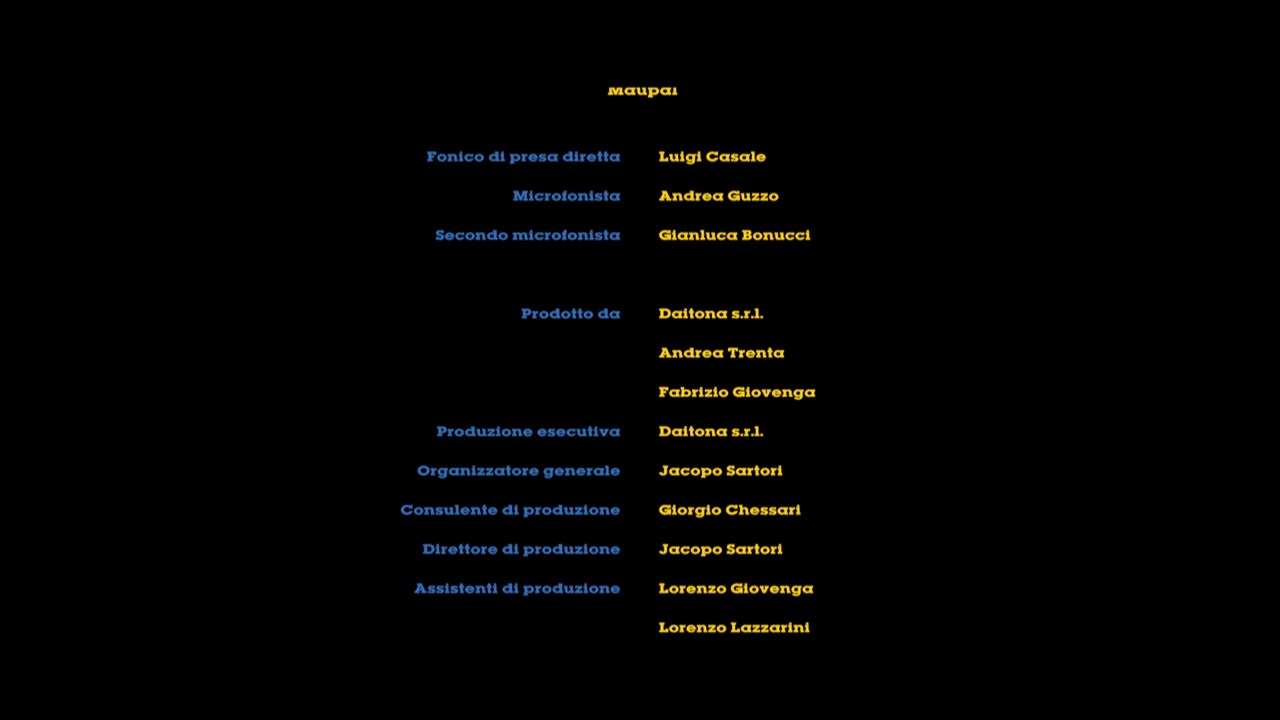 Maupal
Fonico di presa diretta Luigi Casale
Microfonista Andrea Guzzo
Secondo microfonista Gianluca Bonucci
Prodotto da Daitona s.r.l.
Andrea Trenta
Fabrizio Giovenga
Produzione esecutiva Daitona s.r.l.
Organizzatore generale Jacopo Sartori
Consulente di produzione Giorgio Chessari
Direttore di produzione Jacopo Sartori
Assistenti di produzione Lorenzo Giovenga
Lorenzo Lazzarini